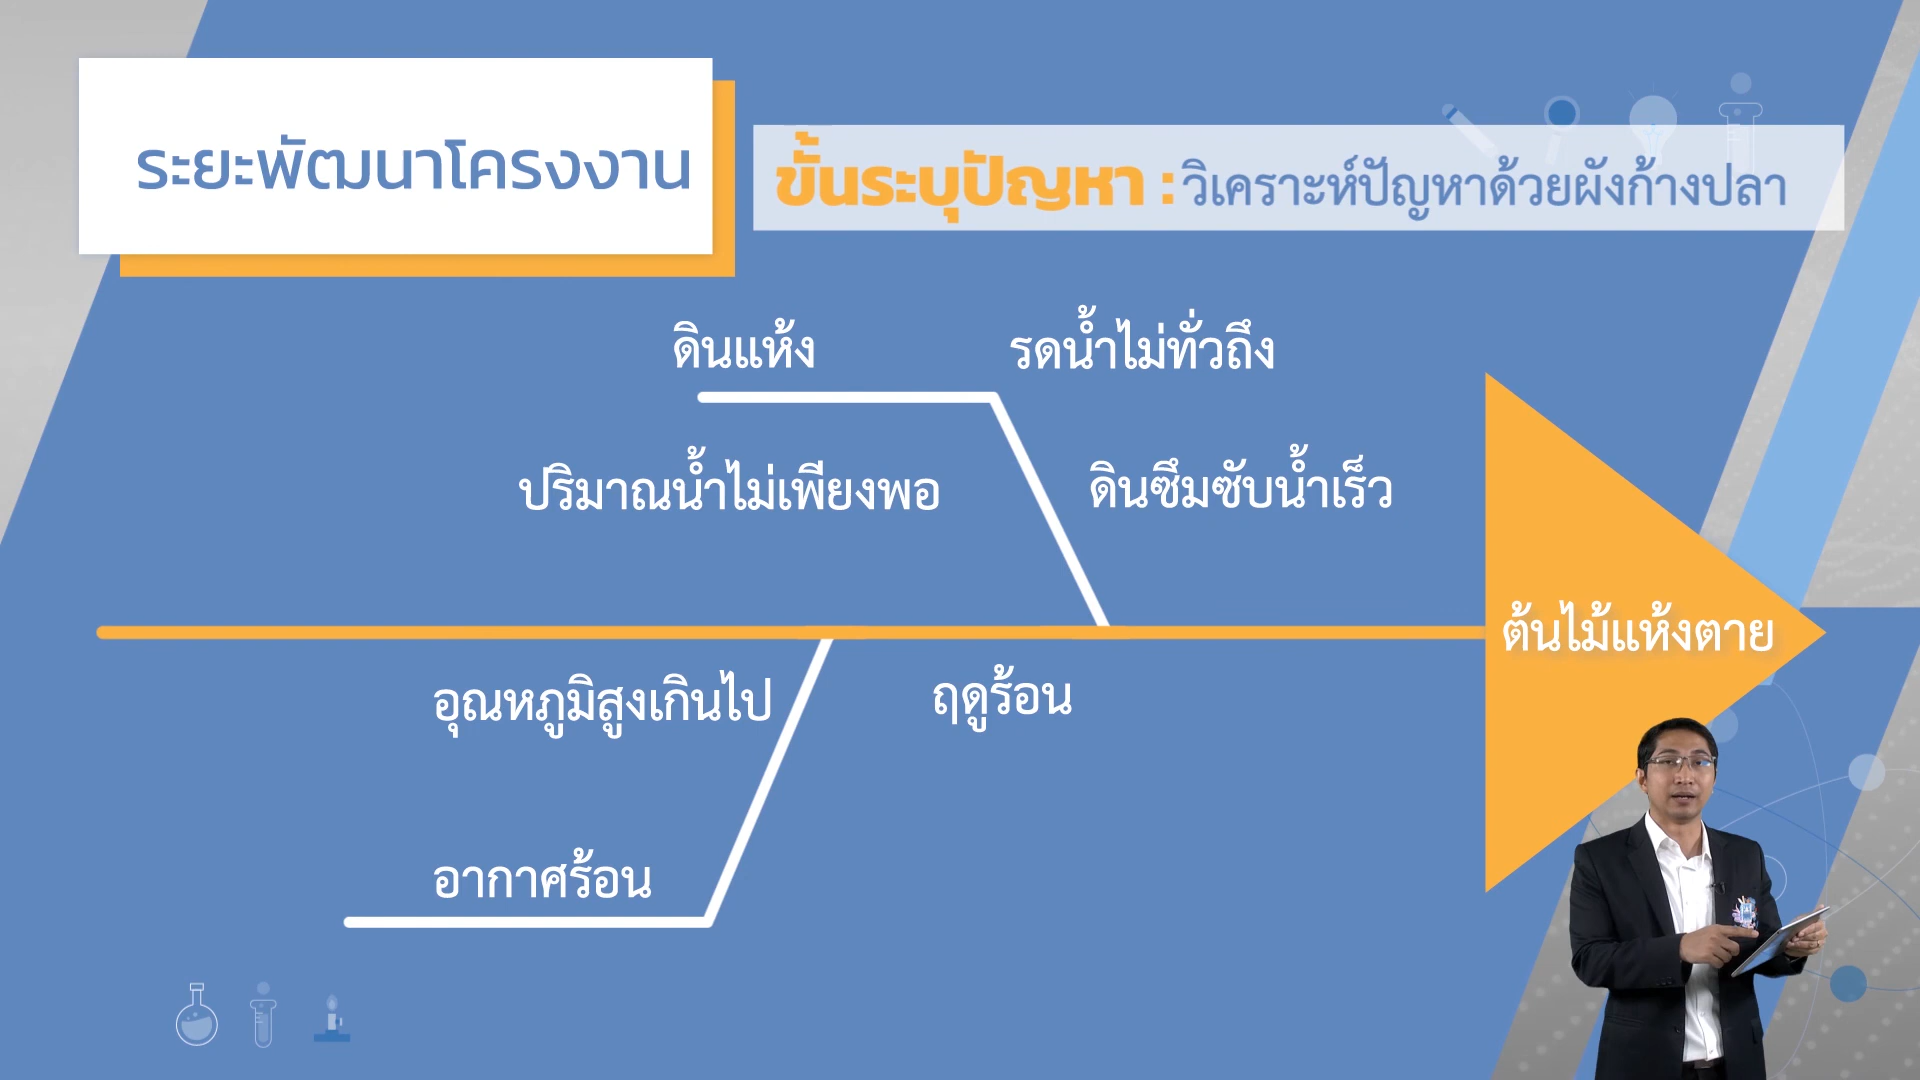 ระยะพัฒนาโครงงาน
ขั้นระบุปัญหา : วิเคราะห์ปัญหาด้วยผังก้างปลา
ดินแห้ง
รดน้ำไม่ทั่วถึง
ปริมาณน้ำไม่เพียงพอ
ดินซึมซับน้ำเร็ว
ต้นไม้แห้งตาย
อุณหภูมิสูงเกินไป
ฤดูร้อน
อากาศร้อน